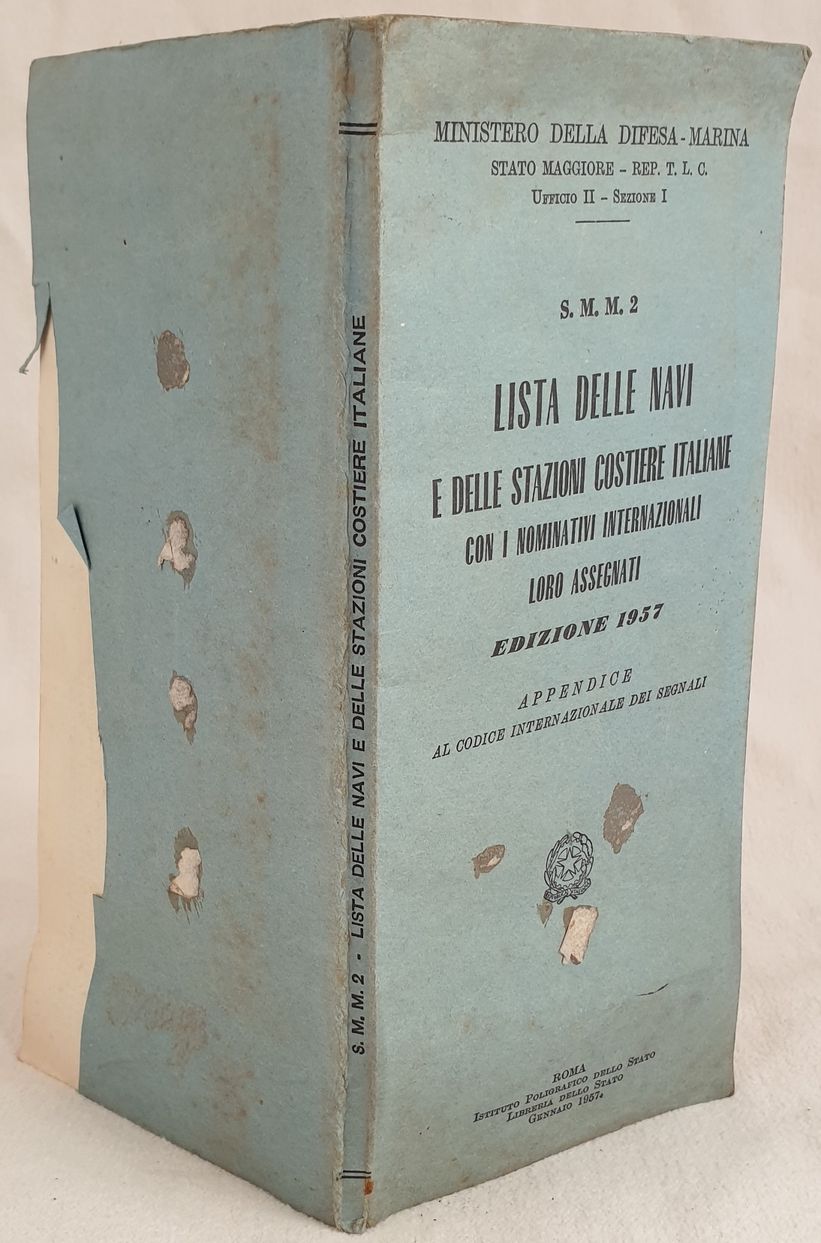 MINISTERO DELLA DIFESA-MARINA
STATO MAGGIORE - REP. T. L. C.
UFFICIO II - SEZIONE I
S. M. M. 2
LISTA DELLE NAVI
E DELLE STAZIONI COSTIERE ITALIANE
CON I NOMINATIVI INTERNAZIONALI
LORO ASSEGNATI
EDIZIONE 1957
APPENDICE
AL CODICE INTERNAZIONALE DEI SEGNALI
ROMA
ISTITUTO POLIGRAFICO DELLO STATO
LIBRERIA DELLO STATO
GENNAIO 1957
S. M. M. 2 - LISTA DELLE NAVI E DELLE STAZIONI COSTIERE ITALIANE